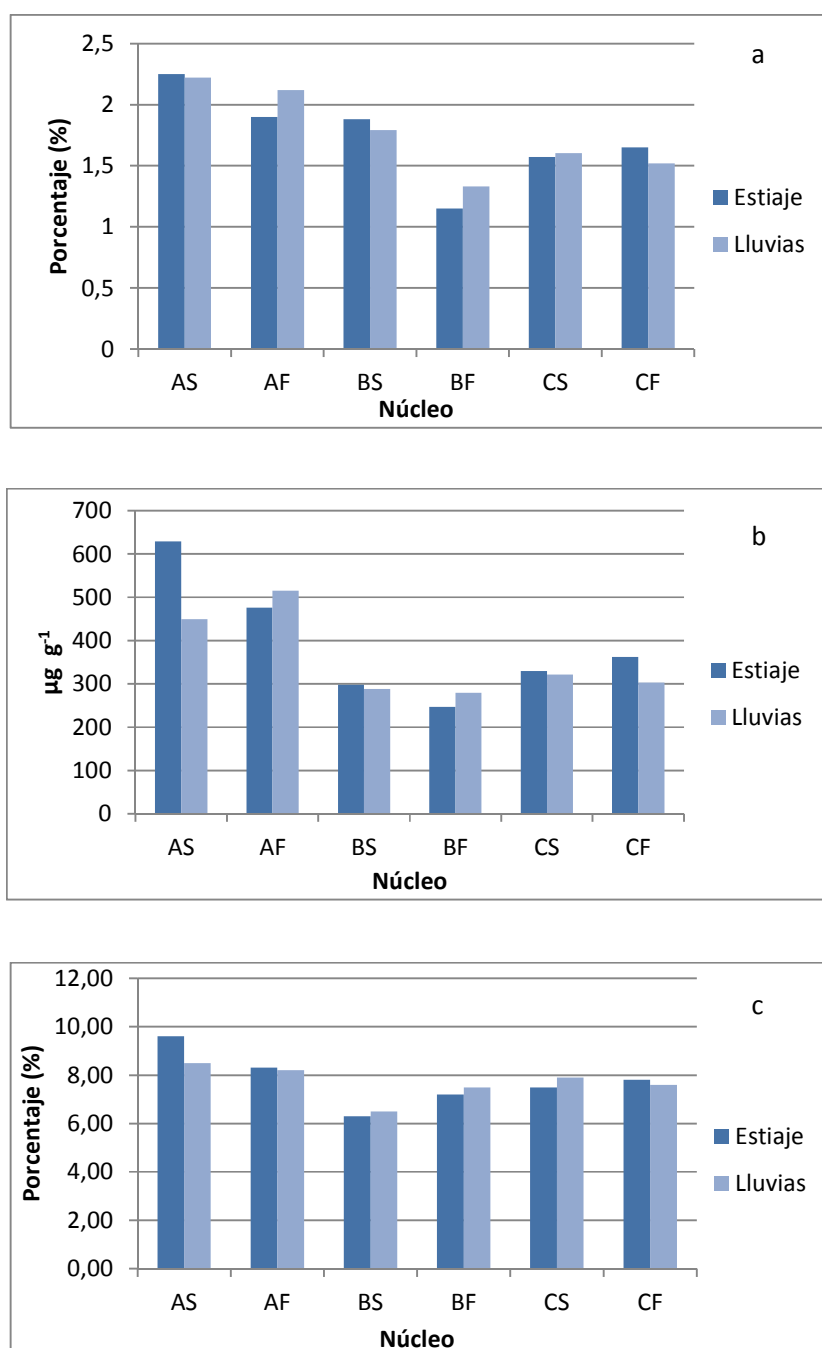 a
2,5
2
1,5
1
0,5
0
Porcentaje (%)
AS AF BS BF CS CF
Núcleo
Estiaje
Lluvias
b
700
600
500
400
300
200
100
0
µg g⁻¹
AS AF BS BF CS CF
Núcleo
Estiaje
Lluvias
c
12,00
10,00
8,00
6,00
4,00
2,00
0,00
Porcentaje (%)
AS AF BS BF CS CF
Núcleo
Estiaje
Lluvias